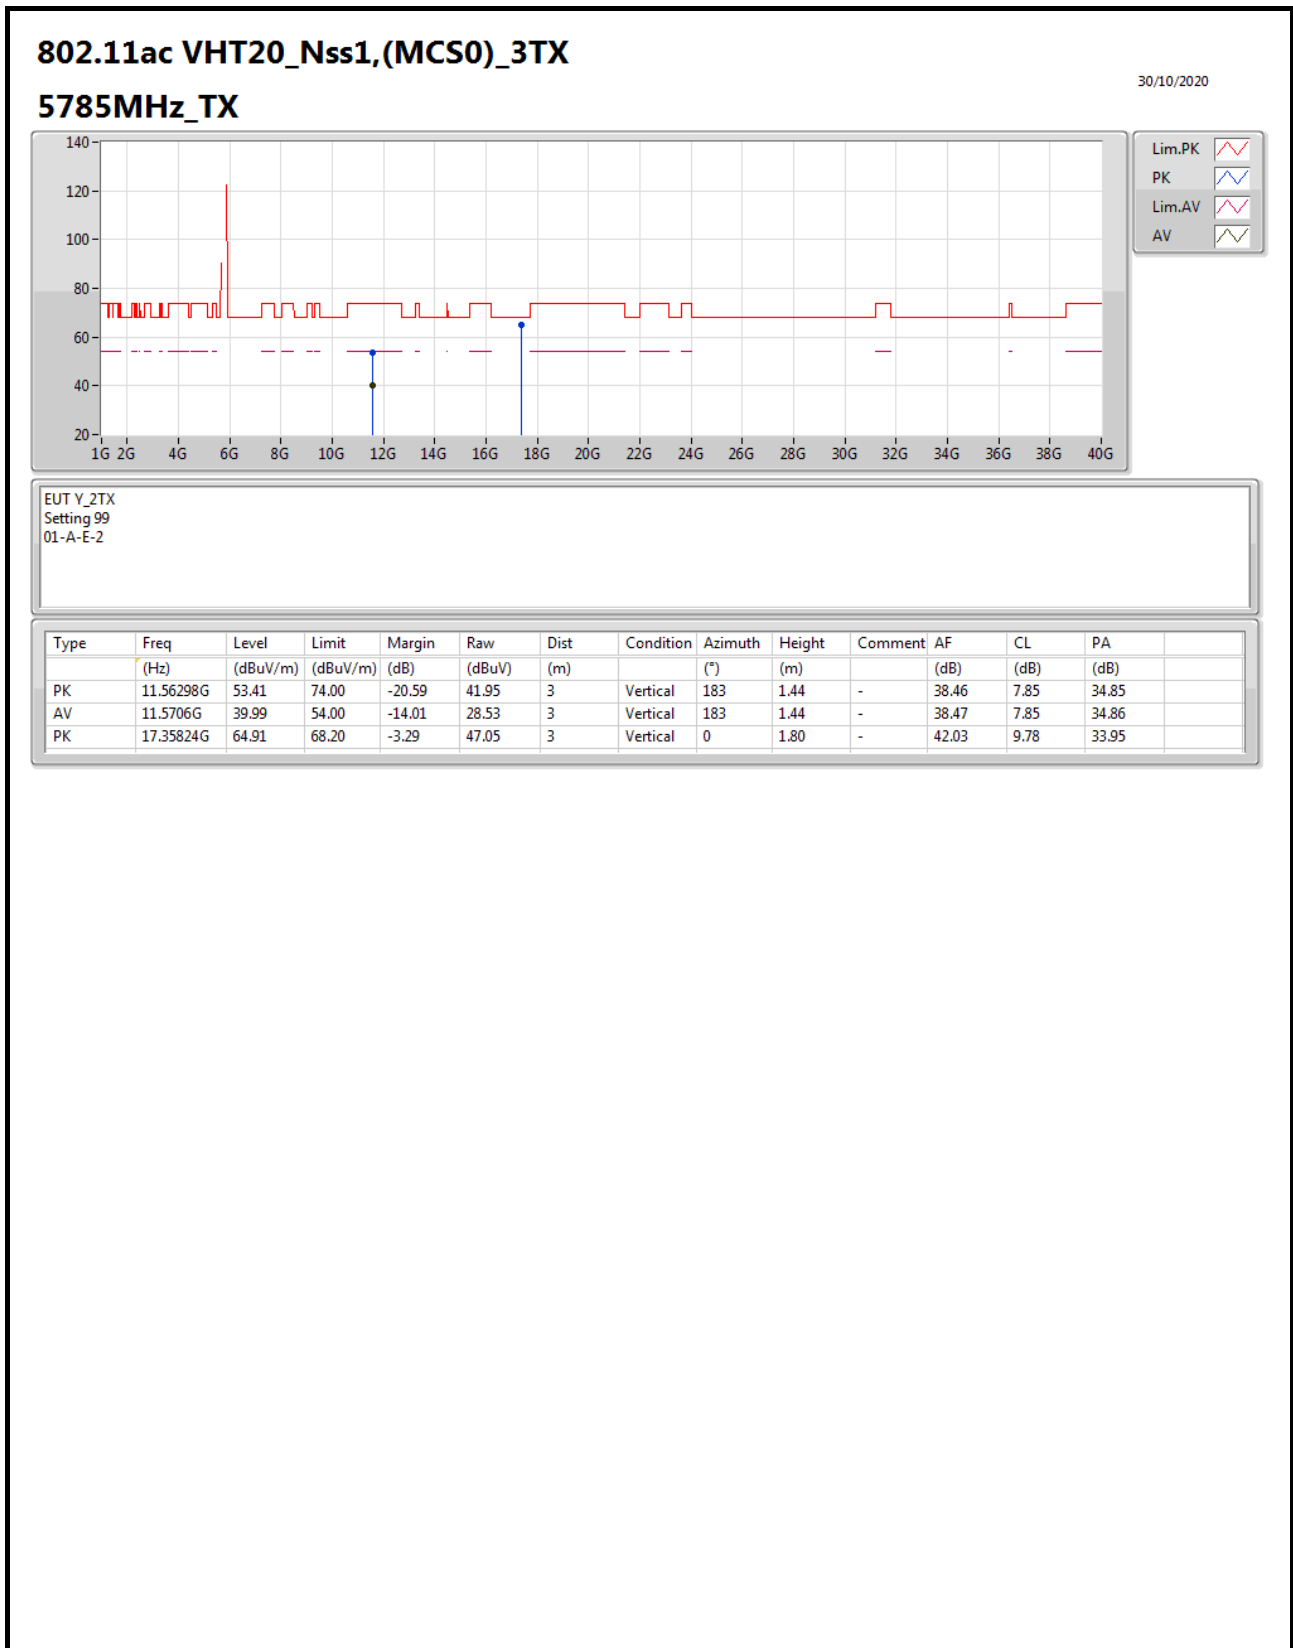 802.11ac VHT20_Nss1,(MCS0)_3TX
30/10/2020
5785MHz_TX
140
120
100
80
60
40
20
1G 2G 4G 6G 8G 10G 12G 14G 16G 18G 20G 22G 24G 26G 28G 30G 32G 34G 36G 38G 40G
Lim.PK
PK
Lim.AV
AV
EUT Y_2TX
Setting 99
01-A-E-2
Type Freq Level Limit Margin Raw Dist Condition Azimuth Height Comment AF CL PA
(Hz) (dBuV/m) (dBuV/m) (dB) (dBuV) (m) (°) (m) (dB) (dB) (dB)
PK 11.56298G 53.41 74.00 -20.59 41.95 3 Vertical 183 1.44 - 38.46 7.85 34.85
AV 11.5706G 39.99 54.00 -14.01 28.53 3 Vertical 183 1.44 - 38.47 7.85 34.86
PK 17.35824G 64.91 68.20 -3.29 47.05 3 Vertical 0 1.80 - 42.03 9.78 33.95